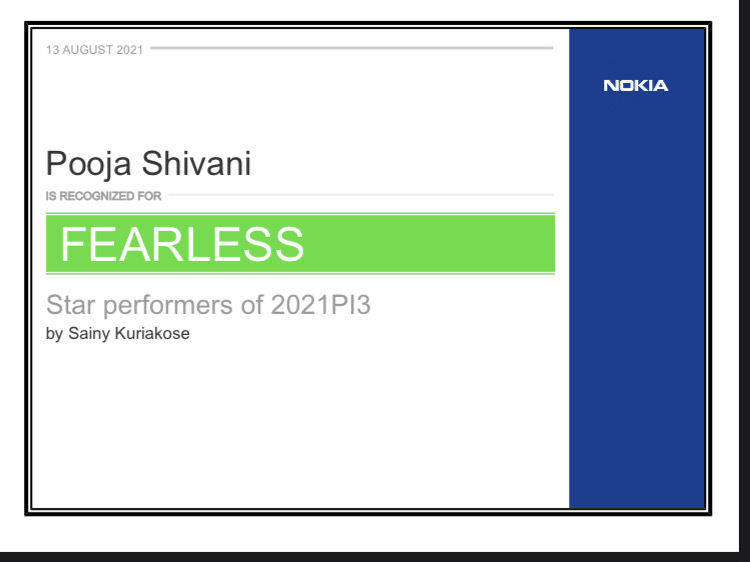 13 AUGUST 2021
NOKIA
Pooja Shivani
IS RECOGNIZED FOR
FEARLESS
Star performers of 2021PI3
by Sainy Kuriakose